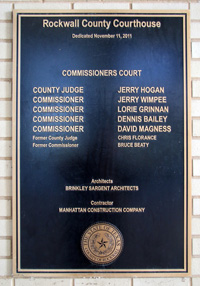 Rockwall County Courthouse
Dedicated November 11, 2011
COMMISSIONERS COURT
COUNTY JUDGE JERRY HOGAN
COMMISSIONER JERRY WIMPEE
COMMISSIONER LORIE GRINNAN
COMMISSIONER DENNIS BAILEY
COMMISSIONER DAVID MAGNESS
Former County Judge CHRIS FLORANCE
Former Commissioner BRUCE BEATY
Architects
BRINKLEY SARGENT ARCHITECTS
Contractor
MANHATTAN CONSTRUCTION COMPANY